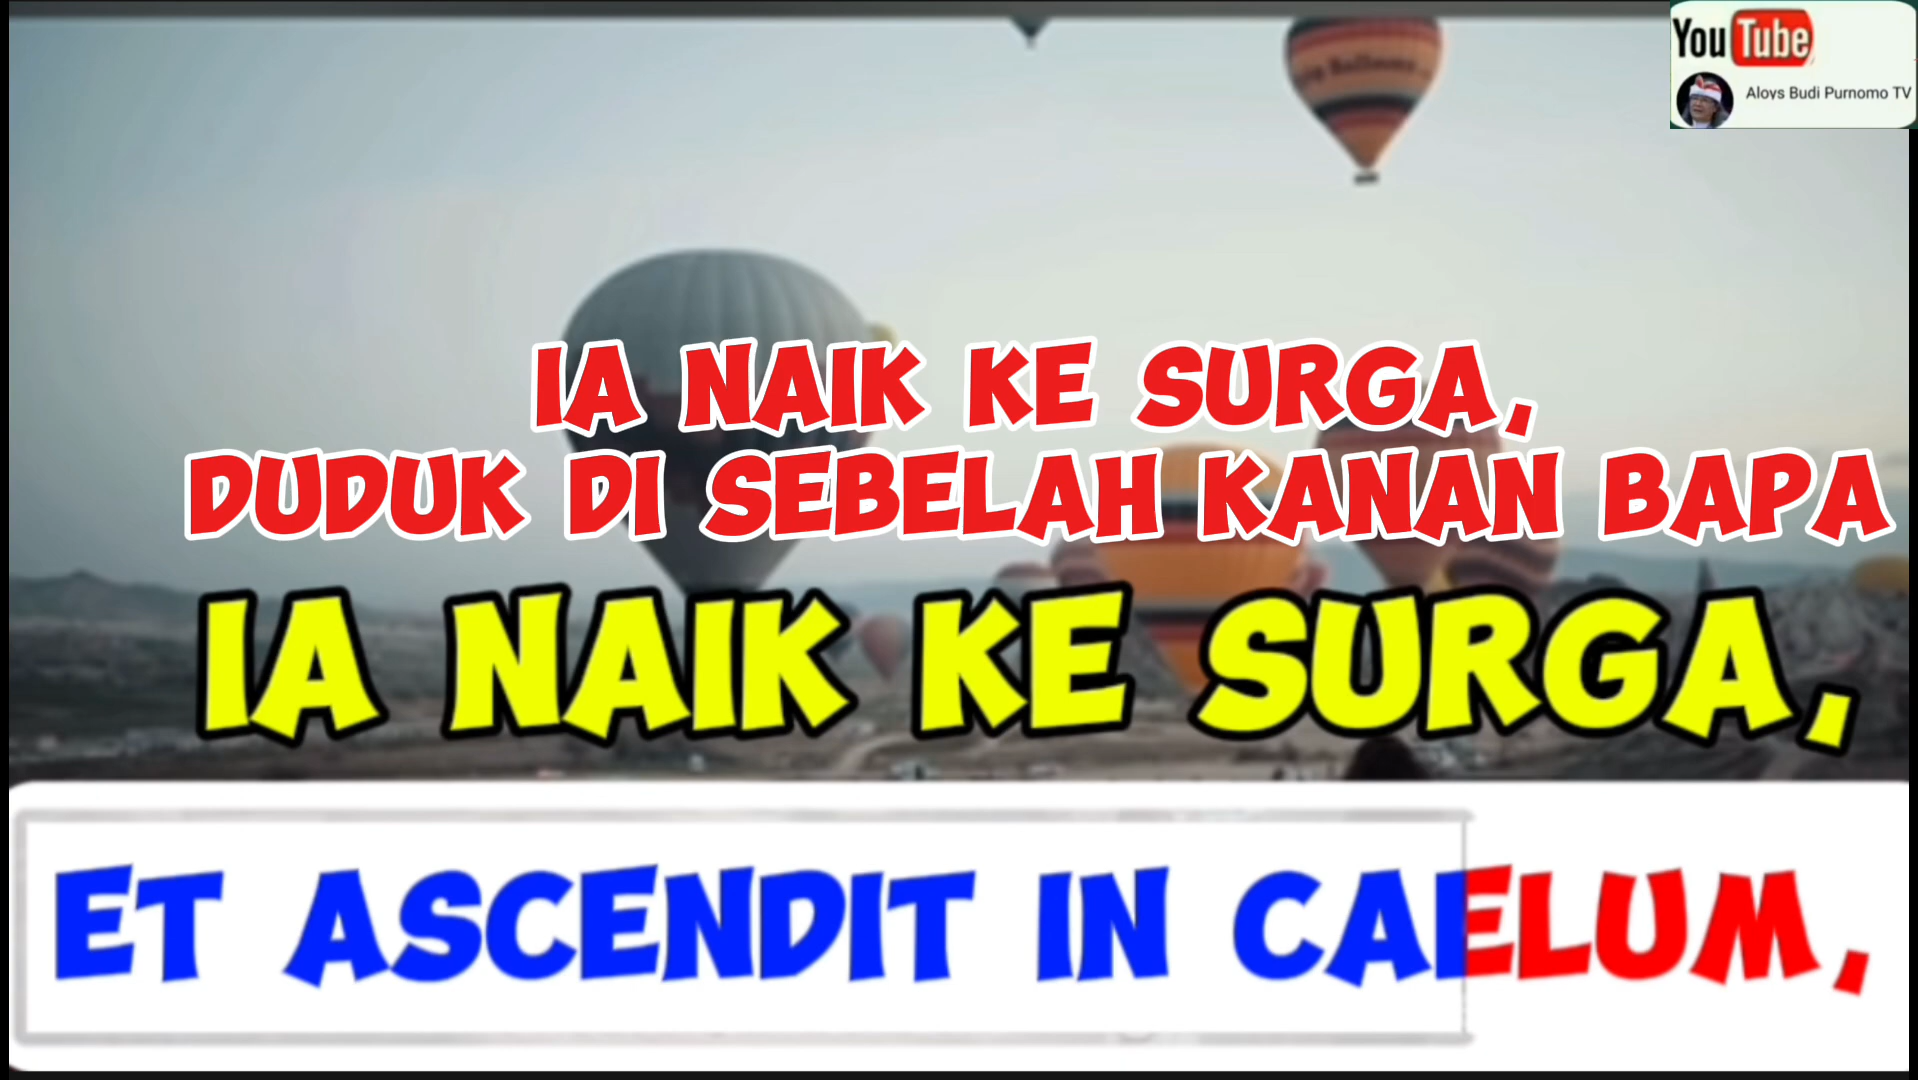 YouTube
Aloys Budi Purnomo TV
IA NAIK KE SURGA,
DUDUK DI SEBELAH KANAN BAPA
IA NAIK KE SURGA,
ET ASCENDIT IN CAELUM,